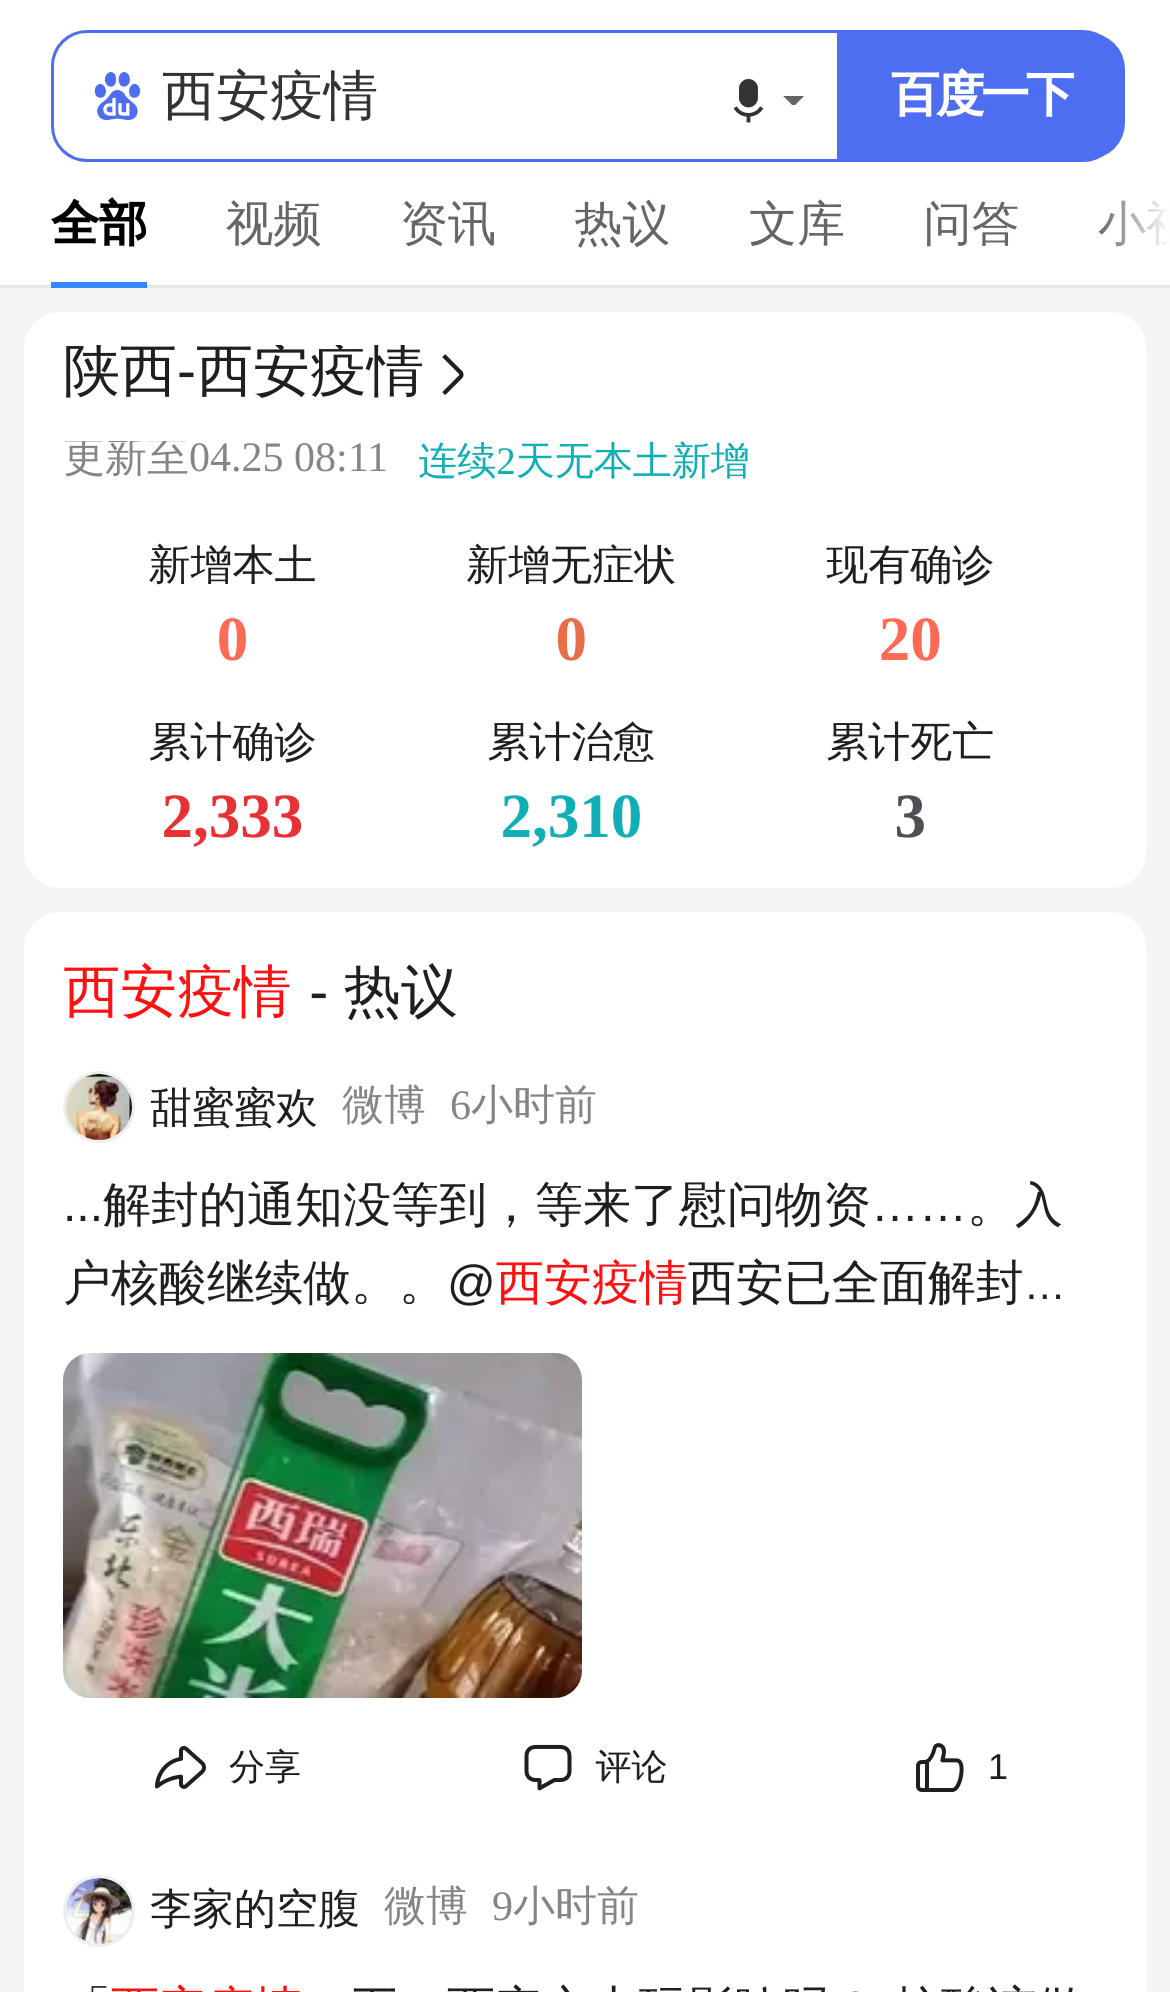 du 西安疫情 百度一下
全部 视频 资讯 热议 文库 问答 小
陕西-西安疫情
更新至04.25 08:11 连续2天无本土新增
新增本土 新增无症状 现有确诊
0 0 20
累计确诊 累计治愈 累计死亡
2,333 2,310 3
西安疫情 - 热议
甜蜜蜜欢 微博 6小时前
...解封的通知没等到，等来了慰问物资……。入
户核酸继续做。。@西安疫情西安已全面解封...
西瑞
大米
东北
珍珠米
分享 评论 1
李家的空腹 微博 9小时前